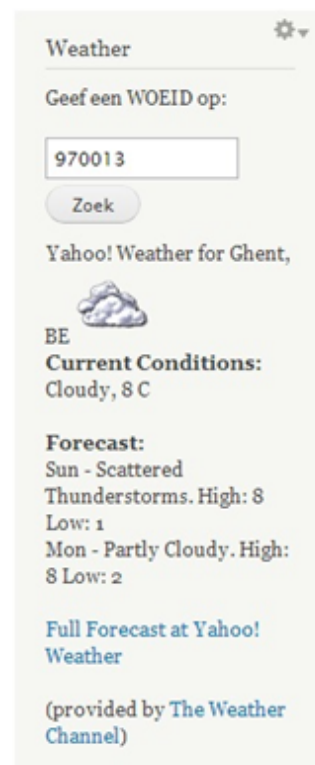 Weather
Geef een WOEID op:
970013
Zoek
Yahoo! Weather for Ghent,
BE
Current Conditions:
Cloudy, 8 C
Forecast:
Sun - Scattered
Thunderstorms. High: 8
Low: 1
Mon - Partly Cloudy. High:
8 Low: 2
Full Forecast at Yahoo!
Weather
(provided by The Weather
Channel)